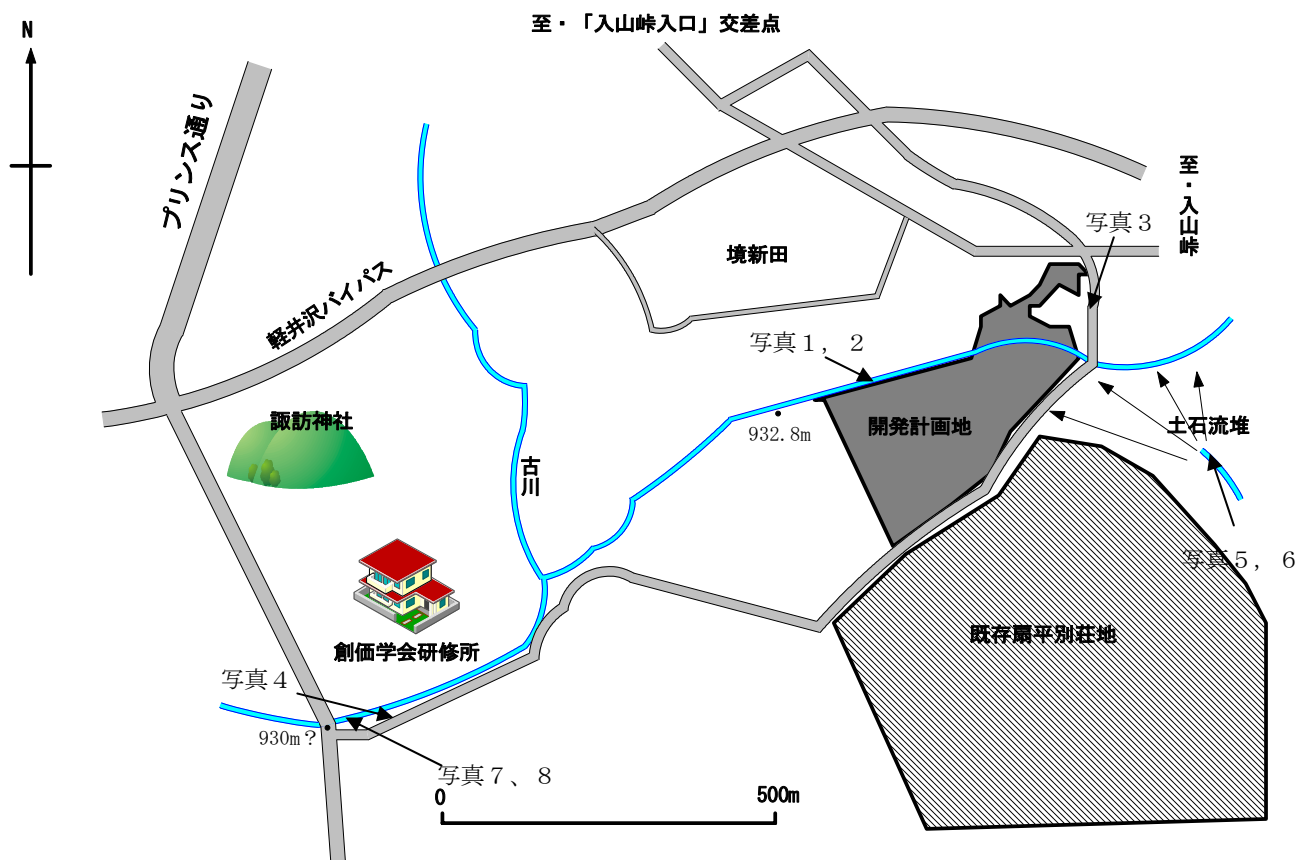 至・「入山峠入口」交差点
N
プリンス通り
至・入山峠
写真３
境新田
軽井沢バイパス
写真１，２
諏訪神社
932.8m
開発計画地
土石流堆
古川
写真５，６
既存扇平別荘地
創価学会研修所
写真４
930m？
写真７、８
0
500m